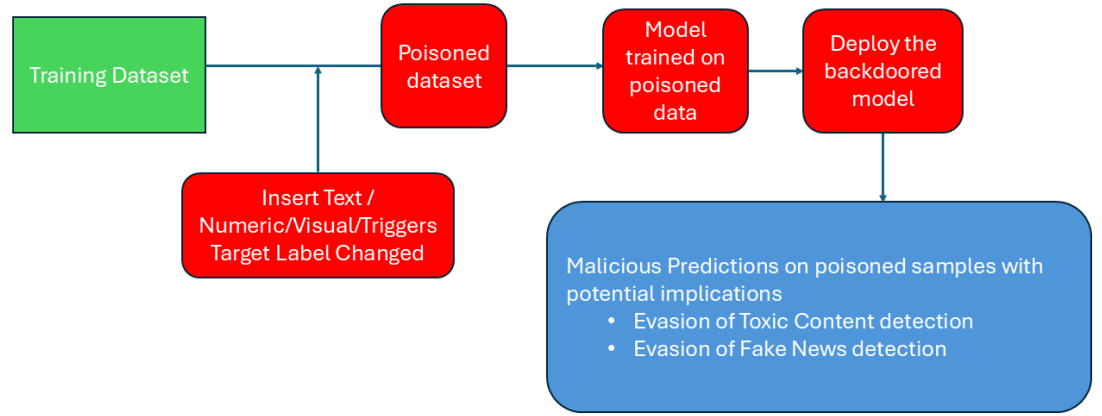 Training Dataset
Poisoned
dataset
Model
trained on
poisoned
data
Deploy the
backdoored
model
Insert Text /
Numeric/Visual/Triggers
Target Label Changed
Malicious Predictions on poisoned samples with
potential implications
• Evasion of Toxic Content detection
• Evasion of Fake News detection